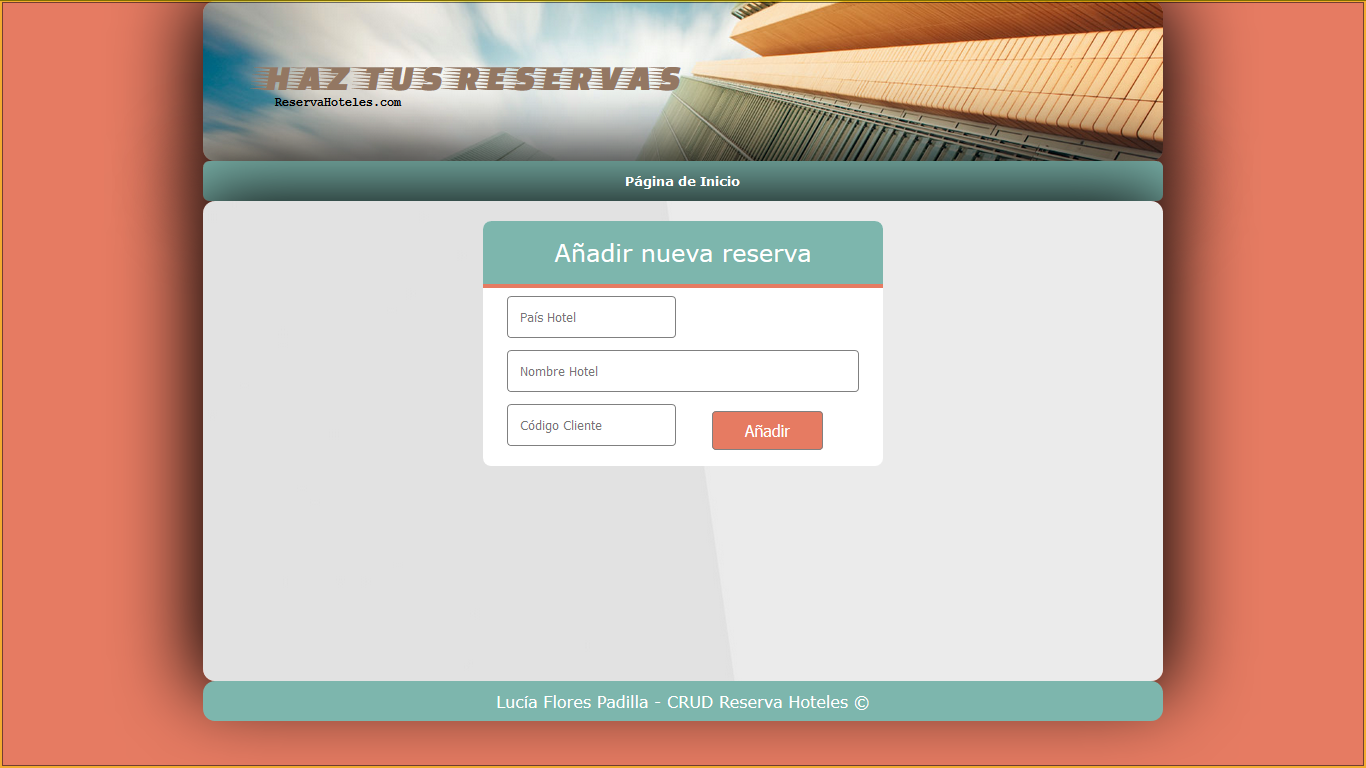 HAZ TUS RESERVAS
ReservaHoteles.com
Página de Inicio
Añadir nueva reserva
País Hotel
Nombre Hotel
Código Cliente
Añadir
Lucía Flores Padilla - CRUD Reserva Hoteles ©